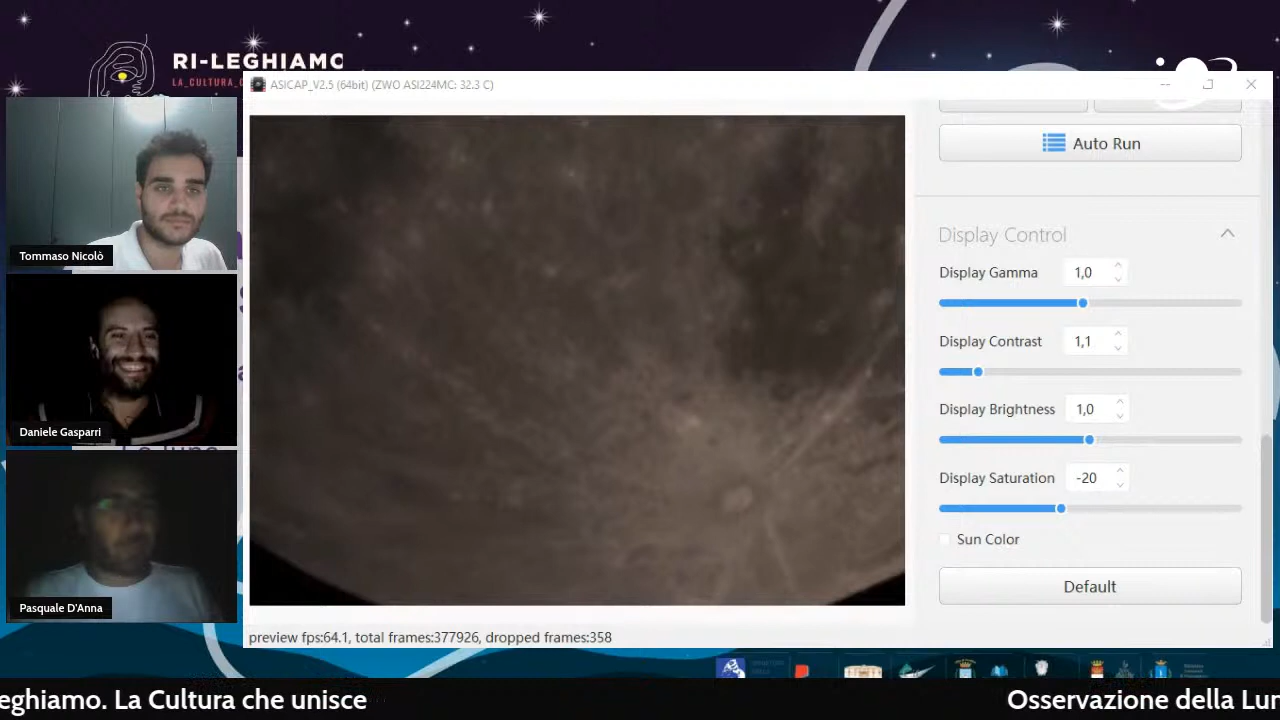 RI-LEGHIAMO
LA_CULTURA_
ASICAP_V2.5 (64bit) (ZWO ASI224MC: 32.3 C)
Auto Run
Tommaso Nicolò
Display Control
Display Gamma 1,0
Display Contrast 1,1
Daniele Gasparri
Display Brightness 1,0
Display Saturation -20
Sun Color
Default
Pasquale D'Anna
preview fps:64.1, total frames:377926, dropped frames:358
eghiamo. La Cultura che unisce
Osservazione della Lun